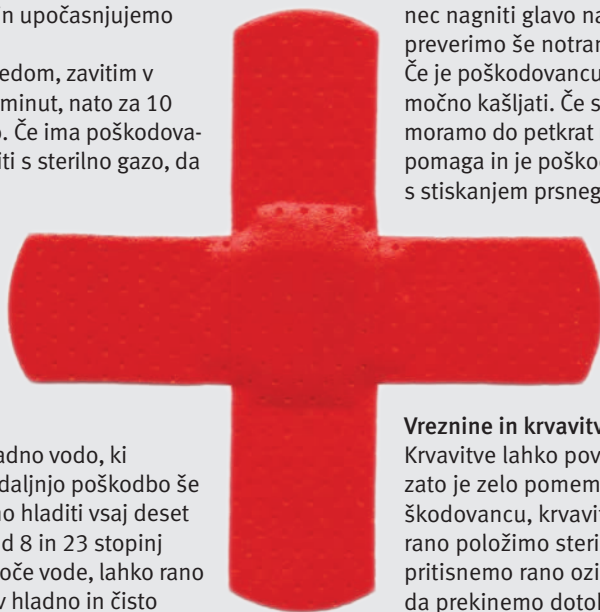 in upočasnjujemo
edom, zavitim v
minut, nato za 10
o. Če ima poškodova-
iti s sterilno gazo, da
adno vodo, ki
daljnjo poškodbo še
no hladiti vsaj deset
d 8 in 23 stopinj
oče vode, lahko rano
v hladno in čisto
nec nagniti glavo na
preverimo še notran
Če je poškodovancu
močno kašljati. Če s
moramo do petkrat
pomaga in je poško
s stiskanjem prsneg
Vreznine in krvavitv
Krvavitve lahko pov
zato je zelo pomem
škodovancu, krvavit
rano položimo steri
pritisnemo rano ozi
da prekinemo dotok